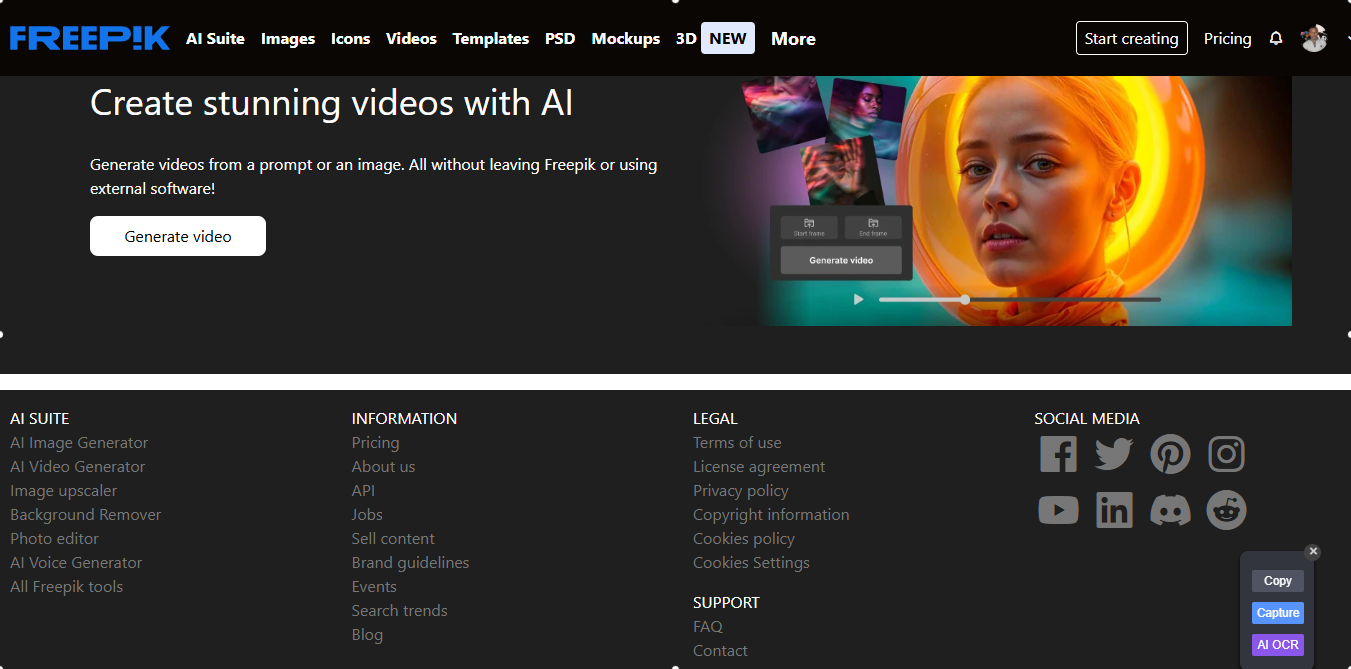 FREEPIK AI Suite Images Icons Videos Templates PSD Mockups 3D NEW More Start creating Pricing
Create stunning videos with AI
Generate videos from a prompt or an image. All without leaving Freepik or using
external software!
Generate video
Start frame End frame
Generate video
AI SUITE
AI Image Generator
AI Video Generator
Image upscaler
Background Remover
Photo editor
AI Voice Generator
All Freepik tools
INFORMATION
Pricing
About us
API
Jobs
Sell content
Brand guidelines
Events
Search trends
Blog
LEGAL
Terms of use
License agreement
Privacy policy
Copyright information
Cookies policy
Cookies Settings
SUPPORT
FAQ
Contact
SOCIAL MEDIA
Copy
Capture
AI OCR